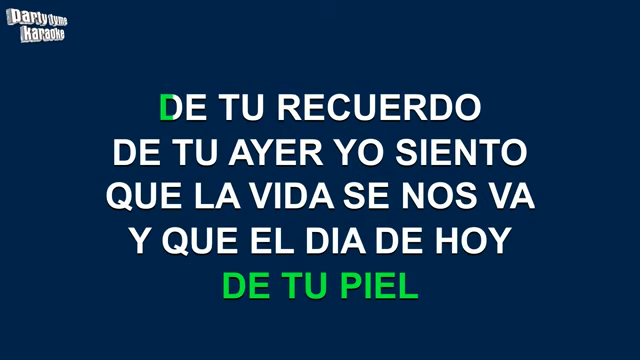 Party Tyme
karaoke
DE TU RECUERDO
DE TU AYER YO SIENTO
QUE LA VIDA SE NOS VA
Y QUE EL DIA DE HOY
DE TU PIEL